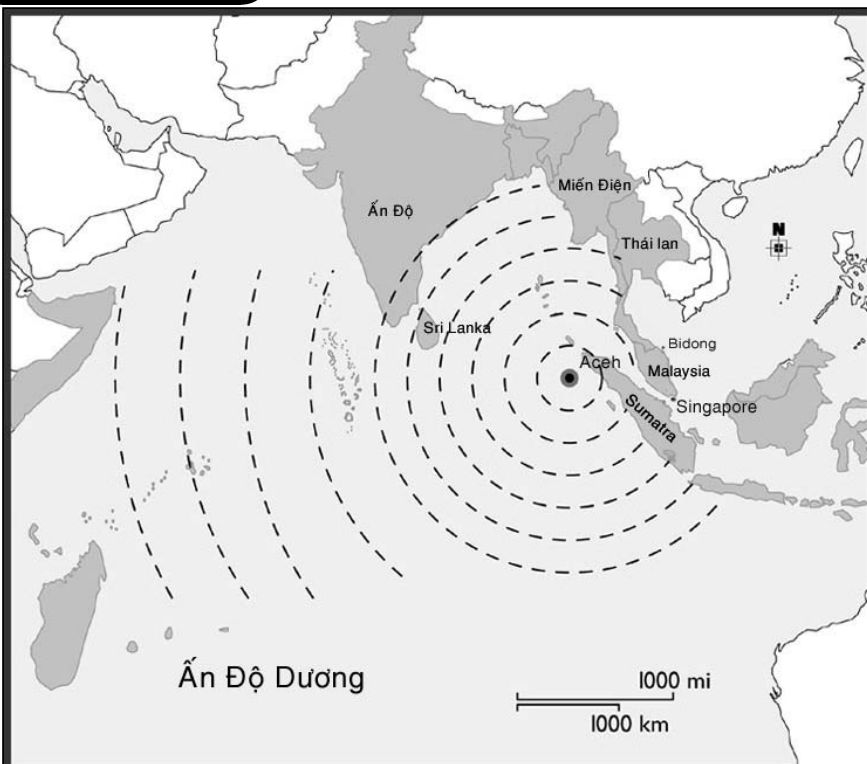 Miến Điện
Ấn Độ
N
Thái lan
Sri Lanka
Bidong
Aceh
Malaysia
Singapore
Sumatra
Ấn Độ Dương
1000 mi
1000 km